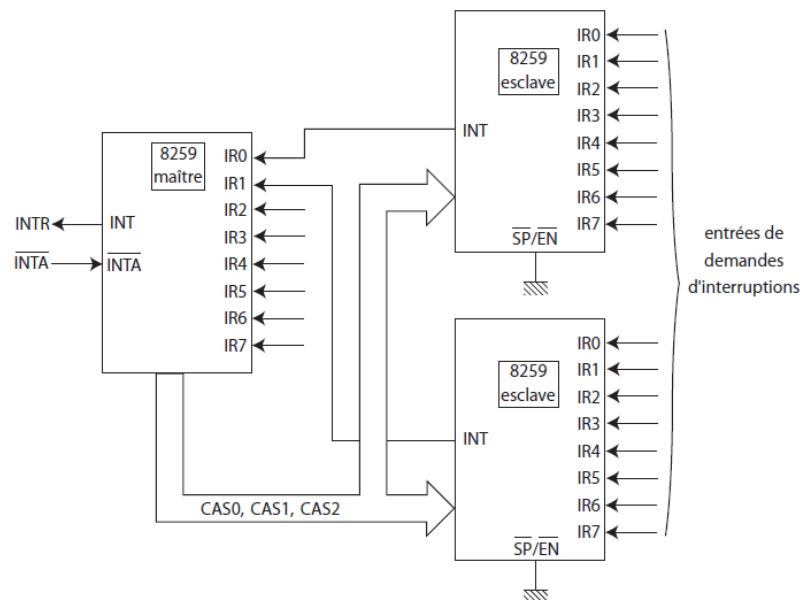 8259
maître
INTR
INT
INTA
INTA
IR0
IR1
IR2
IR3
IR4
IR5
IR6
IR7
CAS0, CAS1, CAS2
8259
esclave
INT
IR0
IR1
IR2
IR3
IR4
IR5
IR6
IR7
SP/EN
8259
esclave
INT
IR0
IR1
IR2
IR3
IR4
IR5
IR6
IR7
SP/EN
entrées de
demandes
d'interruptions